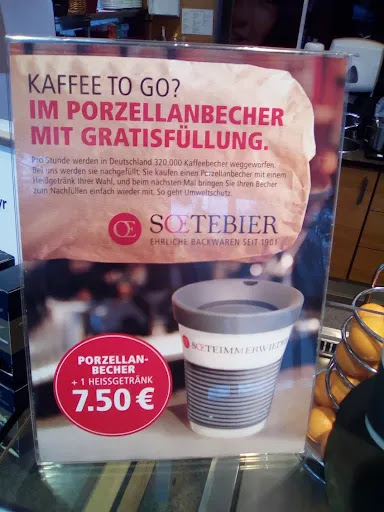 KAFFEE TO GO?
IM PORZELLANBECHER
MIT GRATISFÜLLUNG.
Pro Stunde werden in Deutschland 320.000 Kaffeebecher weggeworfen.
Bei uns werden sie nachgefüllt. Sie kaufen einen Porzellanbecher mit einem
Heißgetränk Ihrer Wahl, und beim nächsten Mal bringen Sie Ihren Becher
zum Nachfüllen einfach wieder mit. So geht Umweltschutz.
Œ SŒTEBIER
EHRLICHE BACKWAREN SEIT 1901
SŒTEIMMERWIEDER
PORZELLAN-
BECHER
+ 1 HEISSGETRÄNK
7.50 €